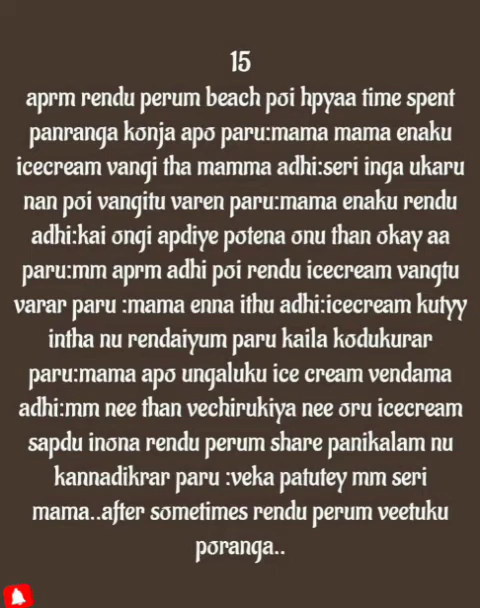 15
aprm rendu perum beach poi hpyaa time spent
panranga konja apo paru:mama mama enaku
icecream vangi tha mamma adhi:seri inga ukaru
nan poi vangitu varen paru:mama enaku rendu
adhi:kai ongi apdiye potena onu than okay aa
paru:mm aprm adhi poi rendu icecream vangtu
varar paru :mama enna ithu adhi:icecream kutyy
intha nu rendaiyum paru kaila kodukurar
paru:mama apo ungaluku ice cream vendama
adhi:mm nee than vechirukiya nee oru icecream
sapdu inona rendu perum share panikalam nu
kannadikrar paru :veka patutey mm seri
mama..after sometimes rendu perum veetuku
poranga..